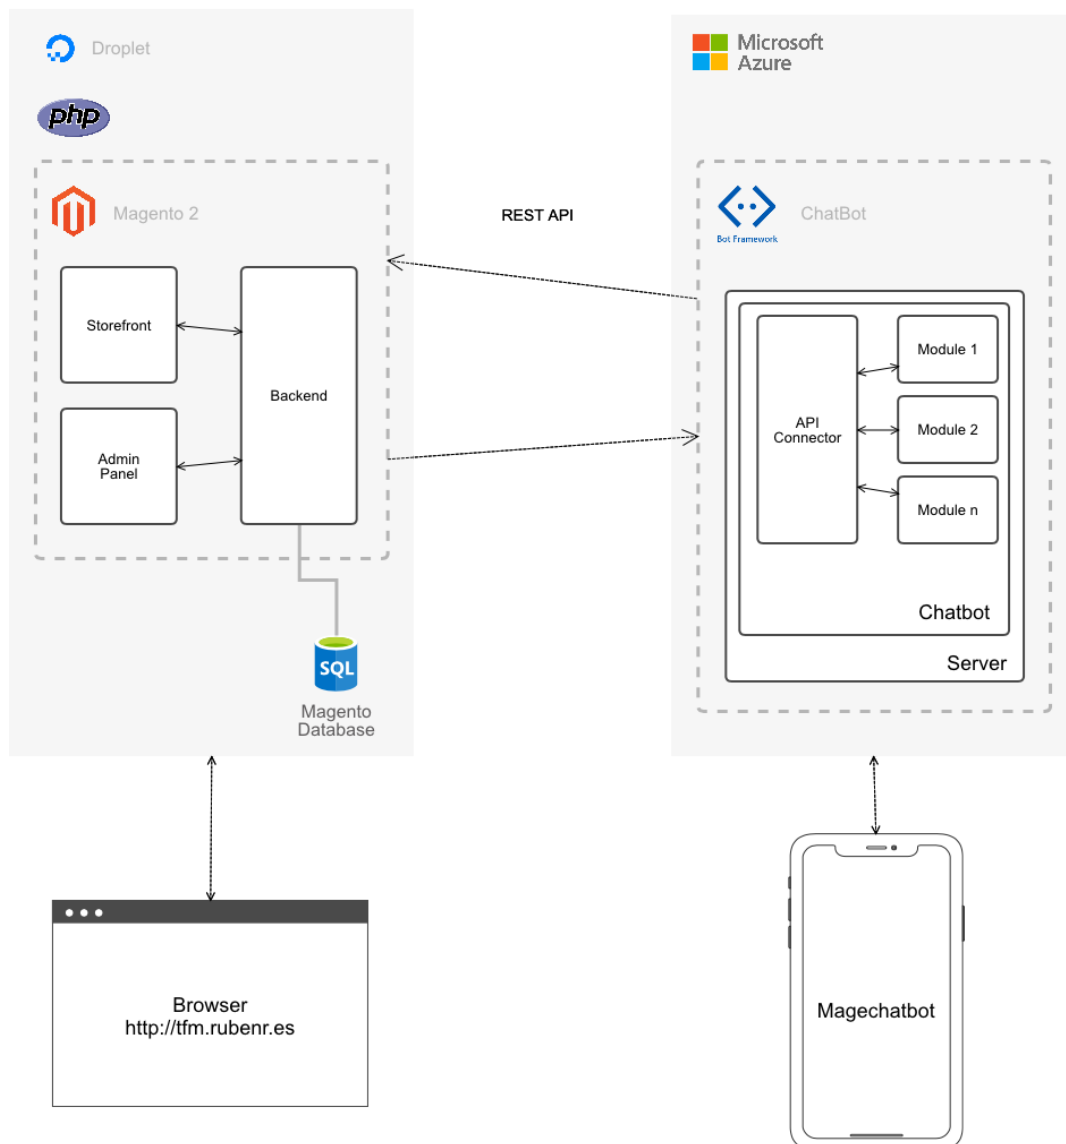 Droplet
php
Magento 2
Storefront
Admin
Panel
Backend
SQL
Magento
Database
REST API
Microsoft
Azure
Bot Framework
ChatBot
API
Connector
Module 1
Module 2
Module n
Chatbot
Server
Browser
http://tfm.rubenr.es
Magechatbot